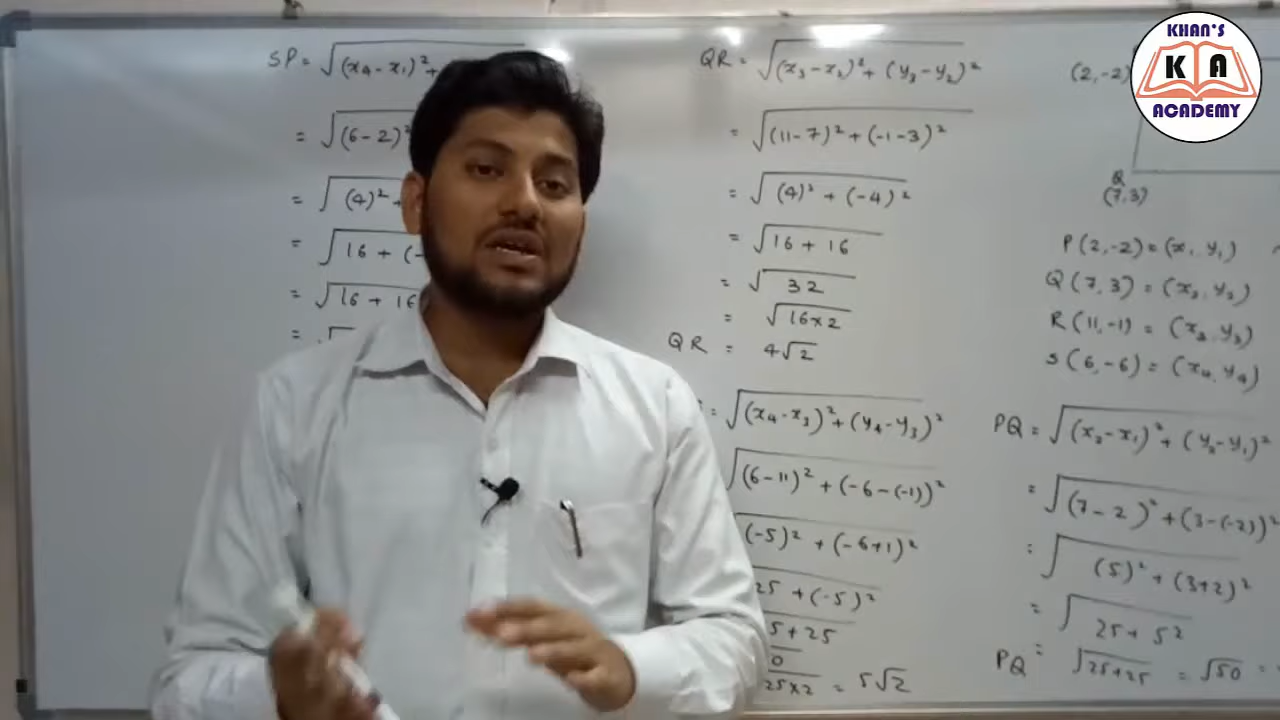 SP = √(x₄-x₁)²+
= √(6-2)²
= √(4)²+
= √16 + (-
= √16 + 16
= √
QR = √(x₃-x₂)²+(y₃-y₂)²
= √(11-7)²+(-1-3)²
= √(4)²+(-4)²
= √16+16
= √32
= √16×2
QR = 4√2
= √(x₄-x₃)²+(y₄-y₃)²
√(6-11)²+(-6-(-1))²
(-5)²+(-6+1)²
25+(-5)²
5+25
0
25×2 = 5√2
KHAN'S
K A
ACADEMY
(2,-2)
Q
(7,3)
P(2,-2)=(x₁,y₁)
Q(7,3)=(x₂,y₂)
R(11,-1)=(x₃,y₃)
S(6,-6)=(x₄,y₄)
PQ = √(x₂-x₁)²+(y₂-y₁)²
= √(7-2)²+(3-(-2))²
= √(5)²+(3+2)²
= √25+5²
PQ = √25+25 = √50 =